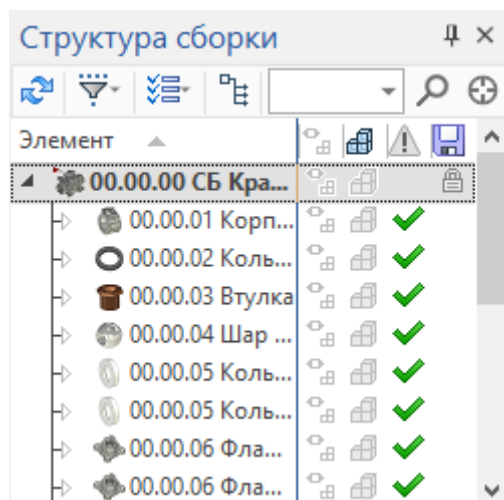 Структура сборки
Элемент
00.00.00 СБ Кра...
00.00.01 Корп...
00.00.02 Коль...
00.00.03 Втулка
00.00.04 Шар ...
00.00.05 Коль...
00.00.05 Коль...
00.00.06 Фла...
00.00.06 Фла...